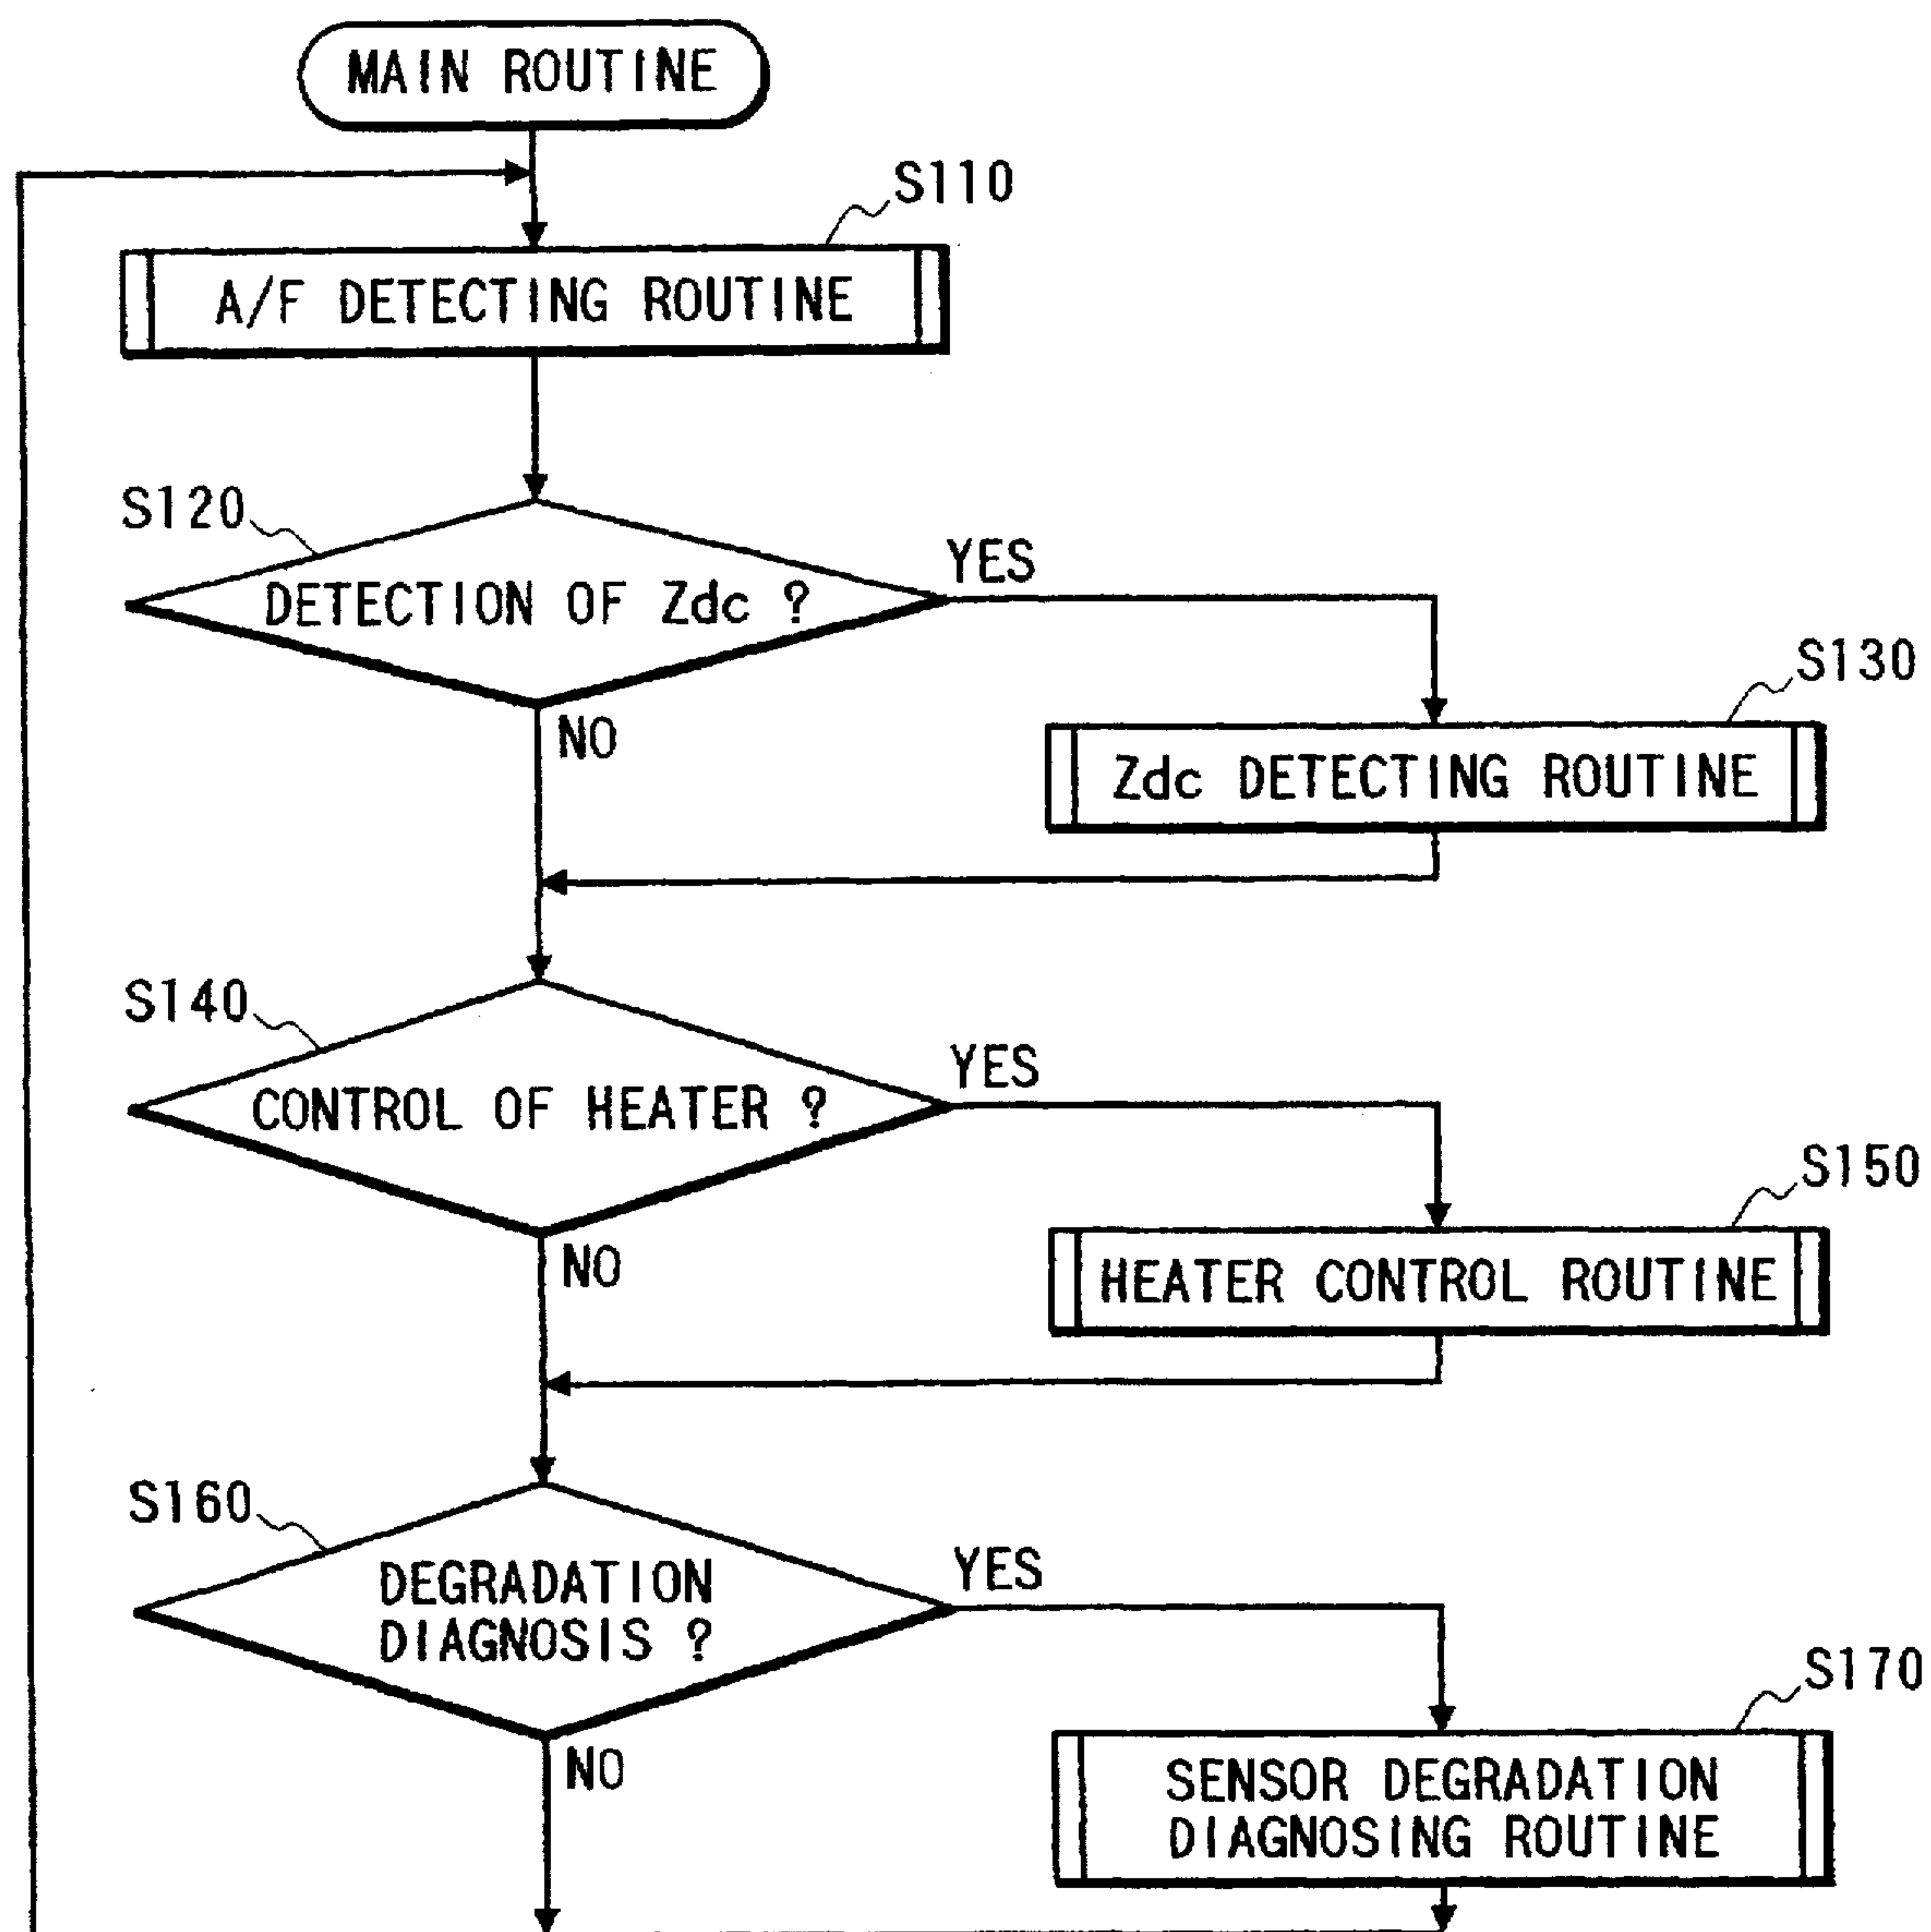 MAIN ROUTINE
S110
A/F DETECTING ROUTINE
S120
DETECTION OF Zdc ?
YES
NO
S130
Zdc DETECTING ROUTINE
S140
CONTROL OF HEATER ?
YES
NO
S150
HEATER CONTROL ROUTINE
S160
DEGRADATION
DIAGNOSIS ?
YES
NO
S170
SENSOR DEGRADATION
DIAGNOSING ROUTINE